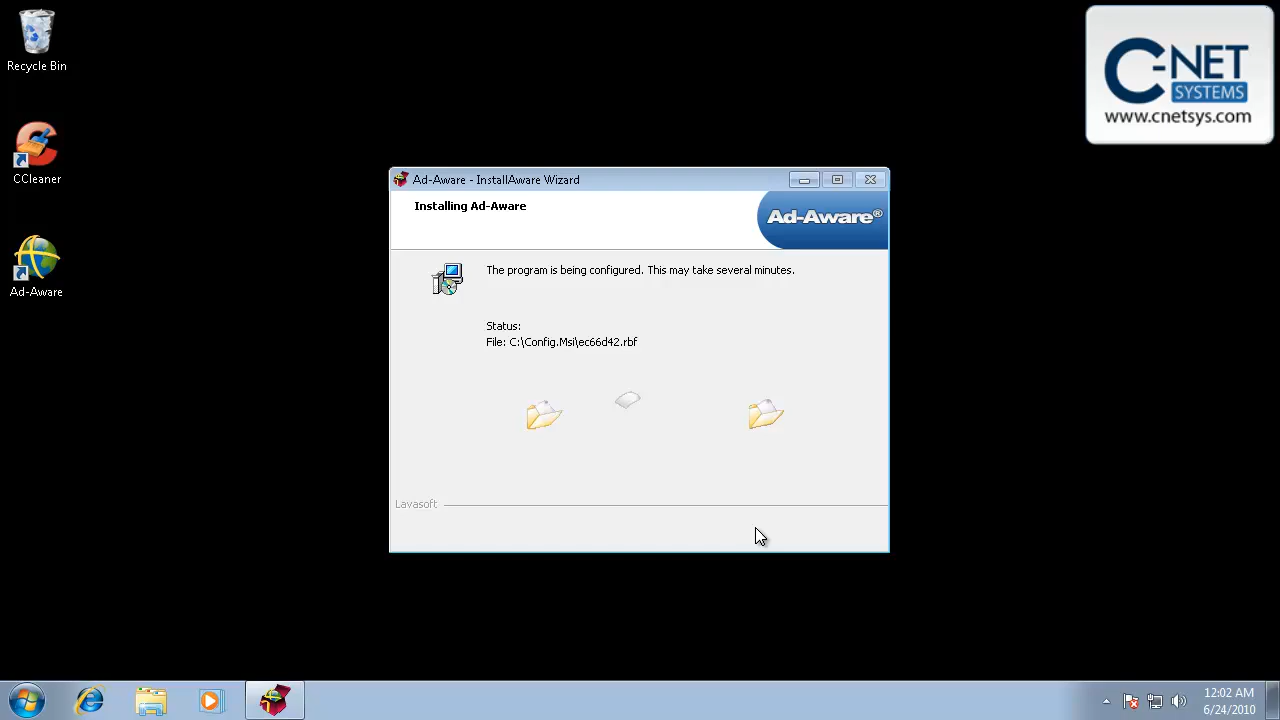 Recycle Bin
CCleaner
Ad-Aware
C-NET
SYSTEMS
www.cnetsys.com
Ad-Aware - InstallAware Wizard
Installing Ad-Aware
Ad-Aware®
The program is being configured. This may take several minutes.
Status:
File: C:\Config.Msi\ec66d42.rbf
Lavasoft
12:02 AM
6/24/2010